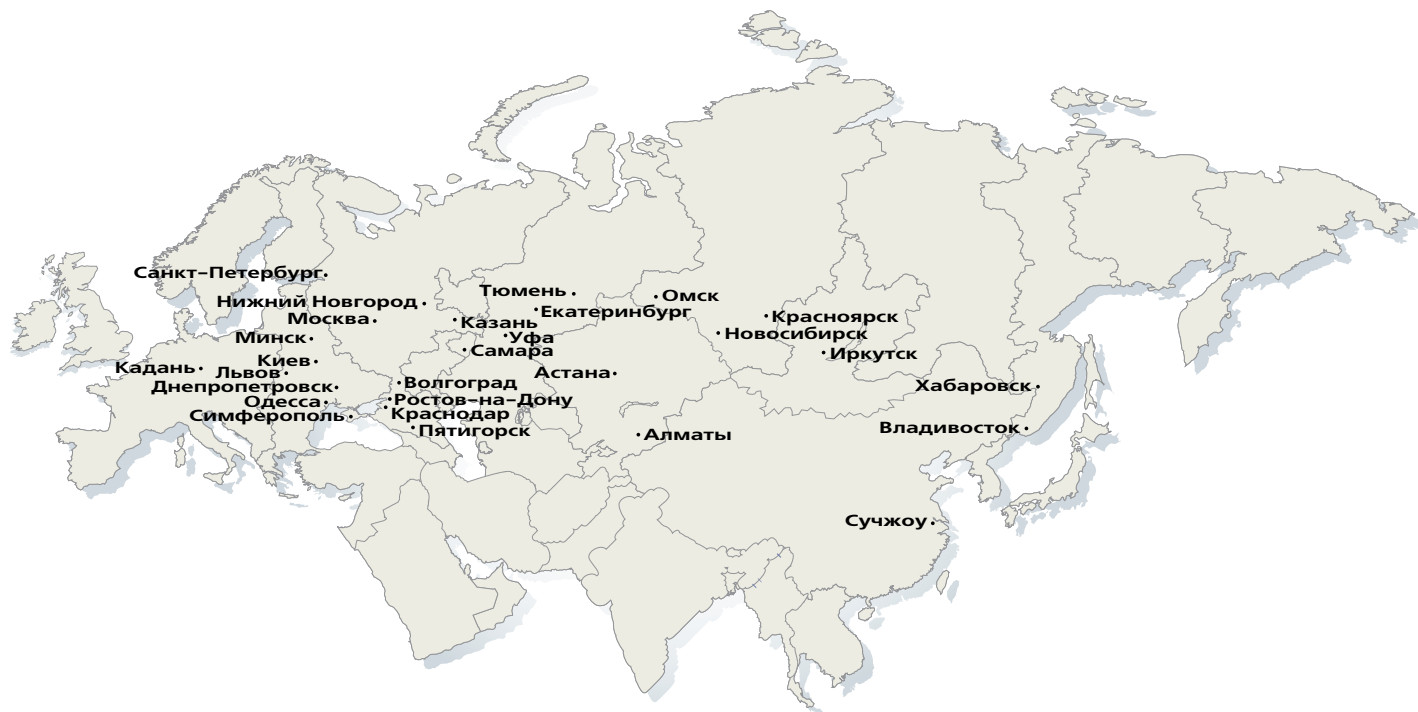 Санкт-Петербург
Тюмень
Омск
Нижний Новгород
Екатеринбург
Москва
Казань
Красноярск
Минск
Уфа
Новосибирск
Самара
Иркутск
Киев
Кадань
Львов
Астана
Днепропетровск
Волгоград
Хабаровск
Одесса
Ростов-на-Дону
Симферополь
Краснодар
Пятигорск
Алматы
Владивосток
Сучжоу